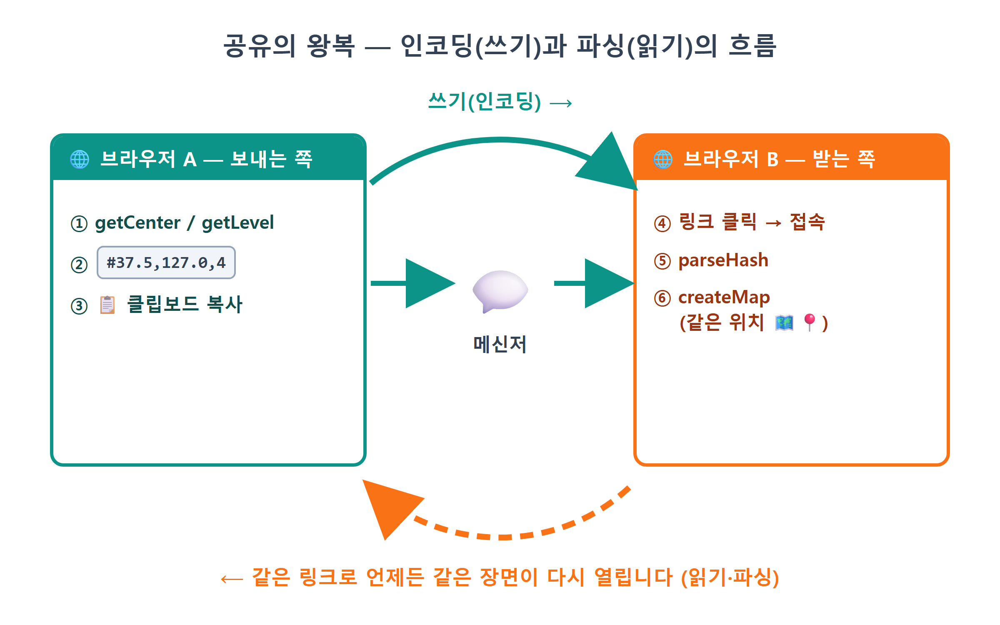 공유의 왕복 — 인코딩(쓰기)과 파싱(읽기)의 흐름
쓰기(인코딩) →
🌐 브라우저 A — 보내는 쪽
① getCenter / getLevel
② #37.5,127.0,4
③ 📋 클립보드 복사
메신저
🌐 브라우저 B — 받는 쪽
④ 링크 클릭 → 접속
⑤ parseHash
⑥ createMap
(같은 위치 🗺️📍)
← 같은 링크로 언제든 같은 장면이 다시 열립니다 (읽기·파싱)